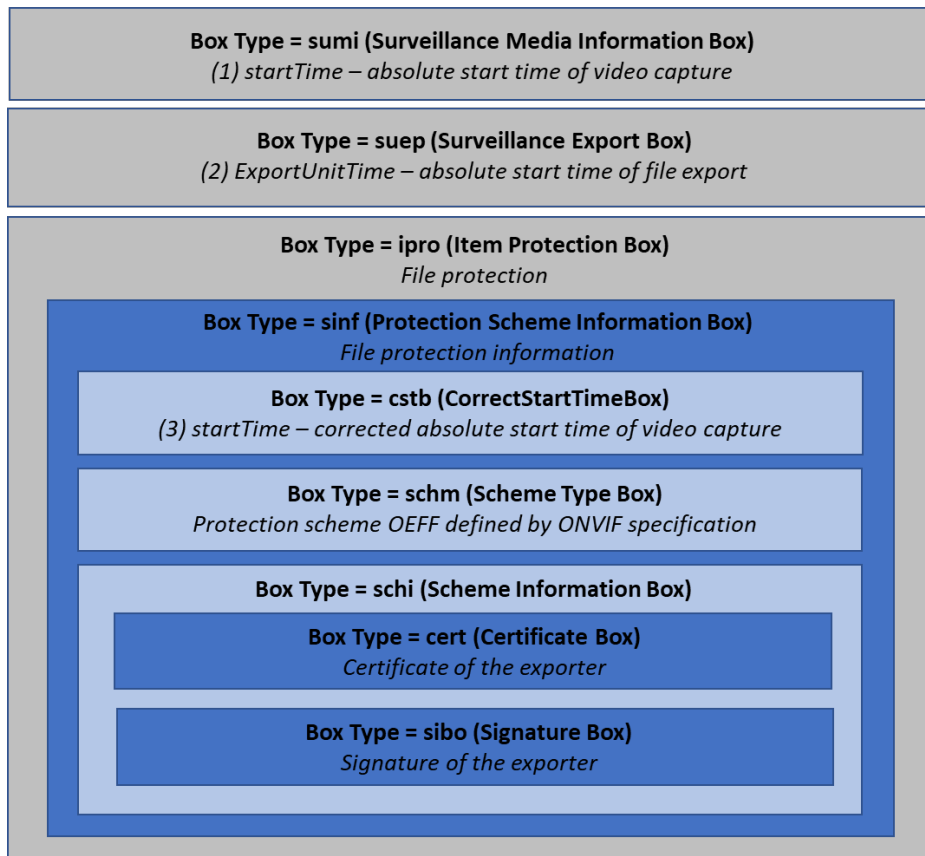 Box Type = sumi (Surveillance Media Information Box)
(1) startTime – absolute start time of video capture
Box Type = suep (Surveillance Export Box)
(2) ExportUnitTime – absolute start time of file export
Box Type = ipro (Item Protection Box)
File protection
Box Type = sinf (Protection Scheme Information Box)
File protection information
Box Type = cstb (CorrectStartTimeBox)
(3) startTime – corrected absolute start time of video capture
Box Type = schm (Scheme Type Box)
Protection scheme OEFF defined by ONVIF specification
Box Type = schi (Scheme Information Box)
Box Type = cert (Certificate Box)
Certificate of the exporter
Box Type = sibo (Signature Box)
Signature of the exporter